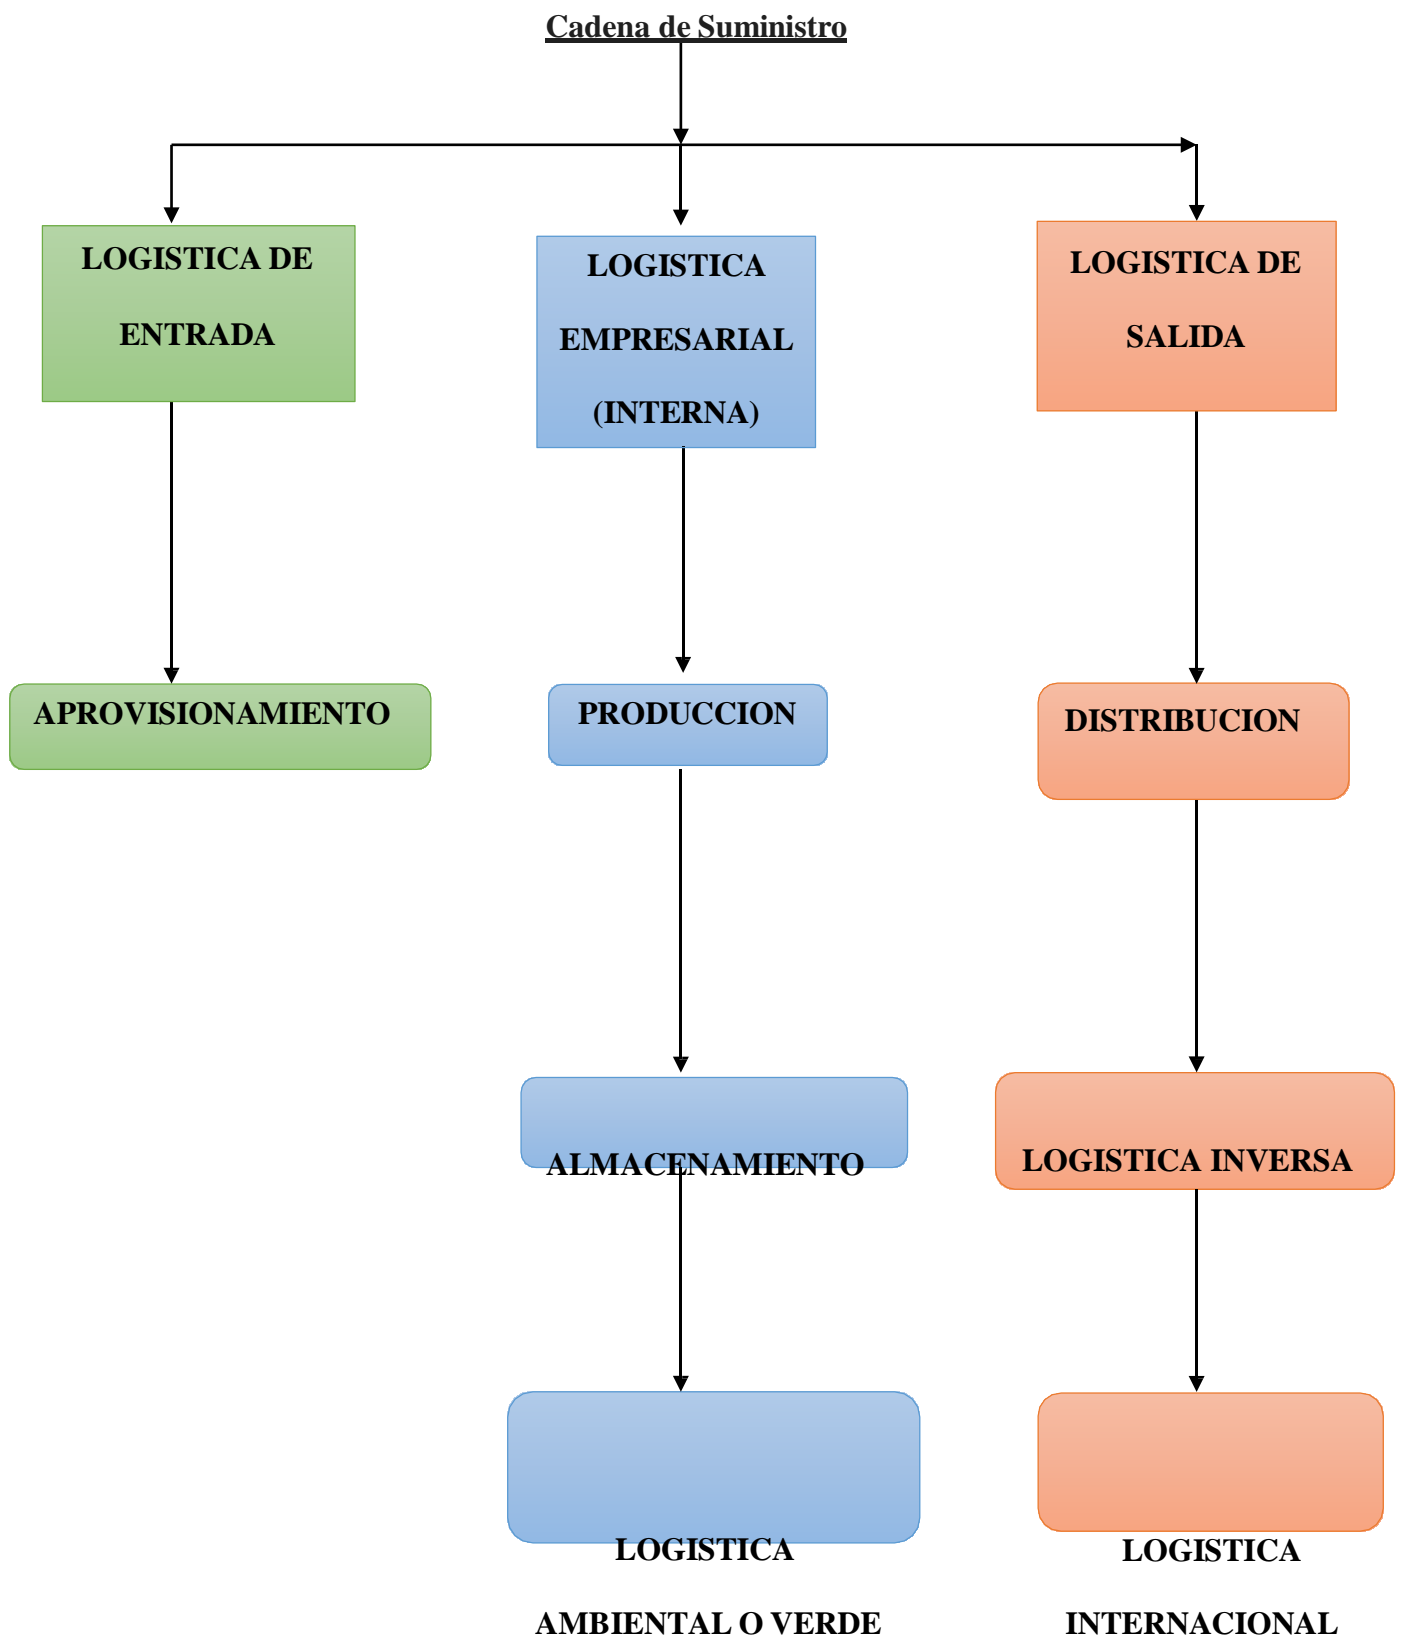 Cadena de Suministro
LOGISTICA DE
ENTRADA
LOGISTICA
EMPRESARIAL
(INTERNA)
LOGISTICA DE
SALIDA
APROVISIONAMIENTO
PRODUCCION
DISTRIBUCION
ALMACENAMIENTO
LOGISTICA INVERSA
LOGISTICA
AMBIENTAL O VERDE
LOGISTICA
INTERNACIONAL